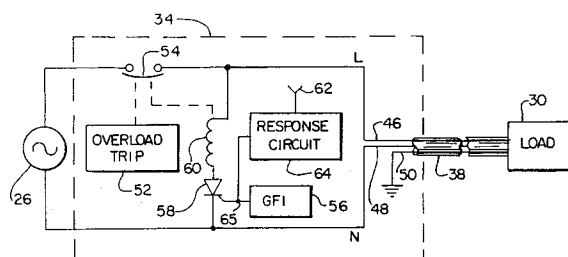 34
54
L
62
30
OVERLOAD
TRIP
RESPONSE
CIRCUIT
46
LOAD
60
26
52
64
58
GFI
56
50
38
65
48
N